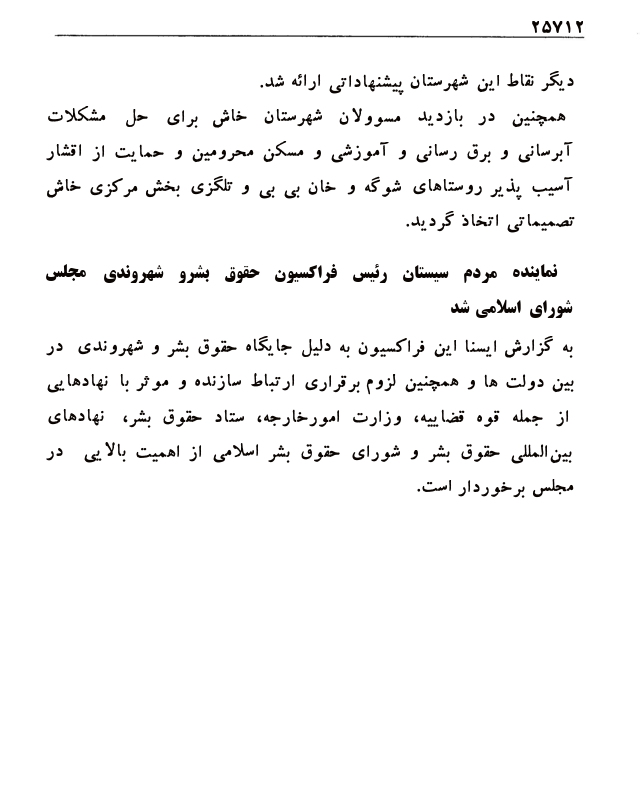 ۲۵۷۱۲
دیگر نقاط این شهرستان پیشنهاداتی ارائه شد.
همچنین در بازدید مسوولان شهرستان خاش برای حل مشکلات
آبرسانی و برق رسانی و آموزشی و مسکن محرومین و حمایت از اقشار
آسیب پذیر روستاهای شوگه و خان بی بی و تلگزی بخش مرکزی خاش
تصمیماتی اتخاذ گردید.
نماینده مردم سیستان رئیس فراکسیون حقوق بشرو شهروندی مجلس
شورای اسلامی شد
به گزارش ایسنا این فراکسیون به دلیل جایگاه حقوق بشر و شهروندی در
بین دولت ها و همچنین لزوم برقراری ارتباط سازنده و موثر با نهادهایی
از جمله قوه قضاییه، وزارت امورخارجه، ستاد حقوق بشر، نهادهای
بین‌المللی حقوق بشر و شورای حقوق بشر اسلامی از اهمیت بالایی در
مجلس برخوردار است.